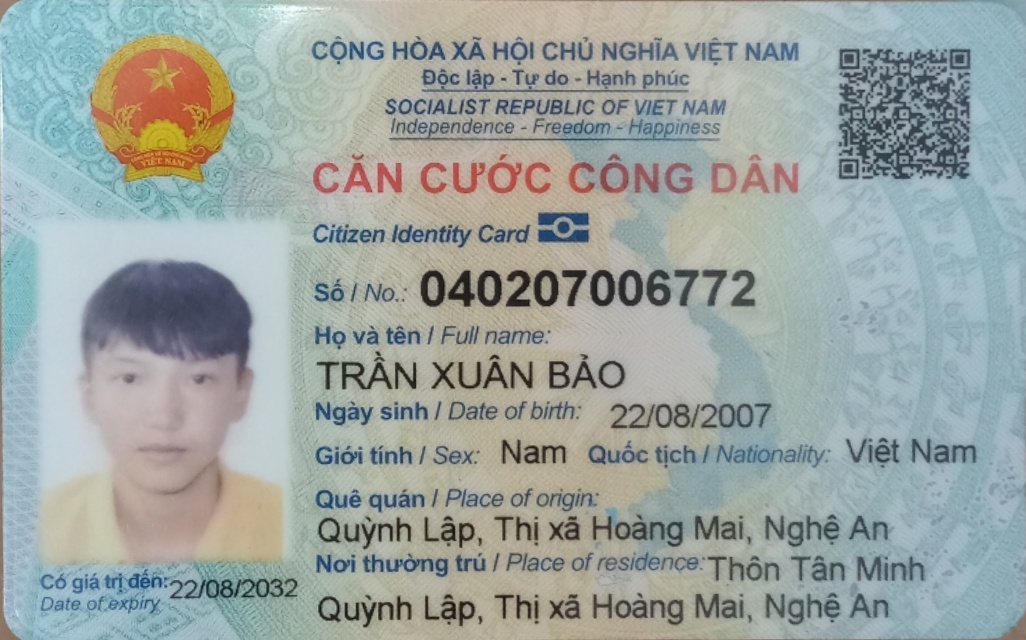 CỘNG HÒA XÃ HỘI CHỦ NGHĨA VIỆT NAM
Độc lập - Tự do - Hạnh phúc
SOCIALIST REPUBLIC OF VIET NAM
Independence - Freedom - Happiness
CĂN CƯỚC CÔNG DÂN
Citizen Identity Card
Số / No.: 040207006772
Họ và tên / Full name:
TRẦN XUÂN BẢO
Ngày sinh / Date of birth: 22/08/2007
Giới tính / Sex: Nam Quốc tịch / Nationality: Việt Nam
Quê quán / Place of origin:
Quỳnh Lập, Thị xã Hoàng Mai, Nghệ An
Nơi thường trú / Place of residence: Thôn Tân Minh
Quỳnh Lập, Thị xã Hoàng Mai, Nghệ An
Có giá trị đến: 22/08/2032
Date of expiry
VIỆT NAM